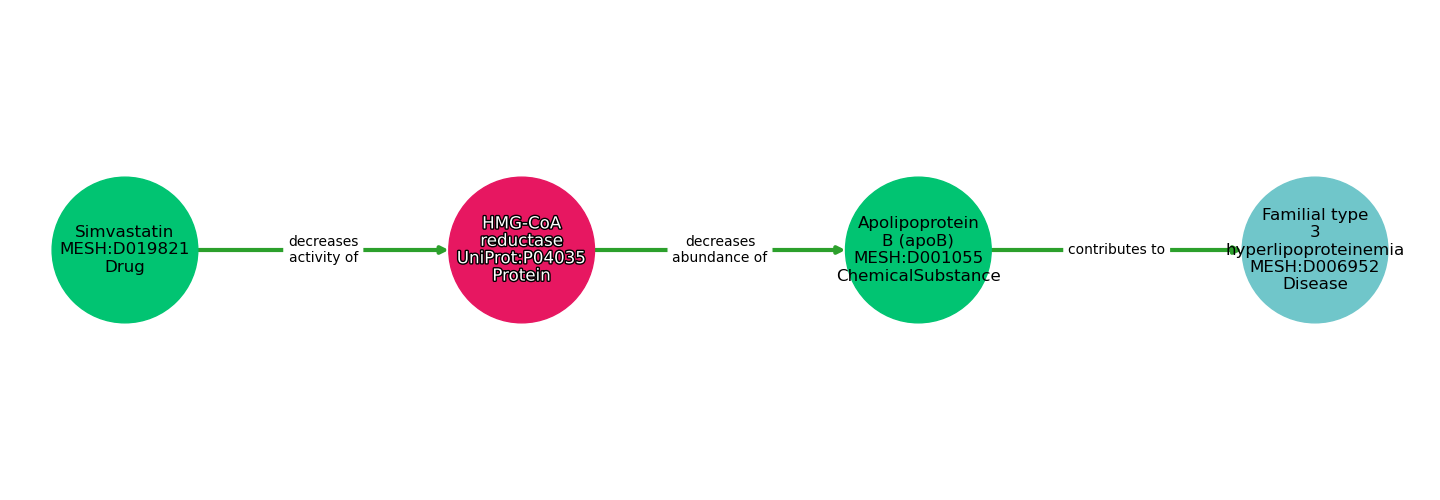 Simvastatin
MESH:D019821
Drug
decreases
activity of
HMG-CoA
reductase
UniProt:P04035
Protein
decreases
abundance of
Apolipoprotein
B (apoB)
MESH:D001055
ChemicalSubstance
contributes to
Familial type
3
hyperlipoproteinemia
MESH:D006952
Disease